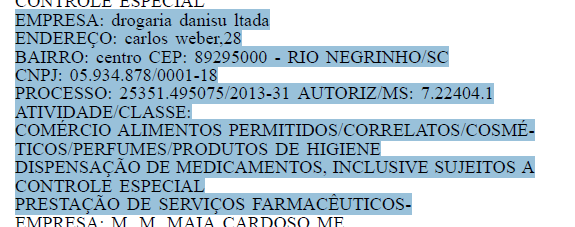 CONTROLE ESPECIAL
EMPRESA: drogaria danisu ltada
ENDEREÇO: carlos weber,28
BAIRRO: centro CEP: 89295000 - RIO NEGRINHO/SC
CNPJ: 05.934.878/0001-18
PROCESSO: 25351.495075/2013-31 AUTORIZ/MS: 7.22404.1
ATIVIDADE/CLASSE:
COMÉRCIO ALIMENTOS PERMITIDOS/CORRELATOS/COSMÉ-
TICOS/PERFUMES/PRODUTOS DE HIGIENE
DISPENSAÇÃO DE MEDICAMENTOS, INCLUSIVE SUJEITOS A
CONTROLE ESPECIAL
PRESTAÇÃO DE SERVIÇOS FARMACÊUTICOS-
EMPRESA: M. M. MAIA CARDOSO ME